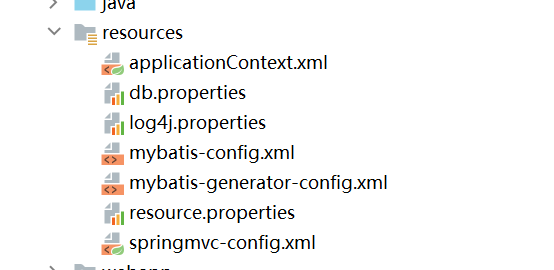 java
resources
applicationContext.xml
db.properties
log4j.properties
mybatis-config.xml
mybatis-generator-config.xml
resource.properties
springmvc-config.xml
webapp